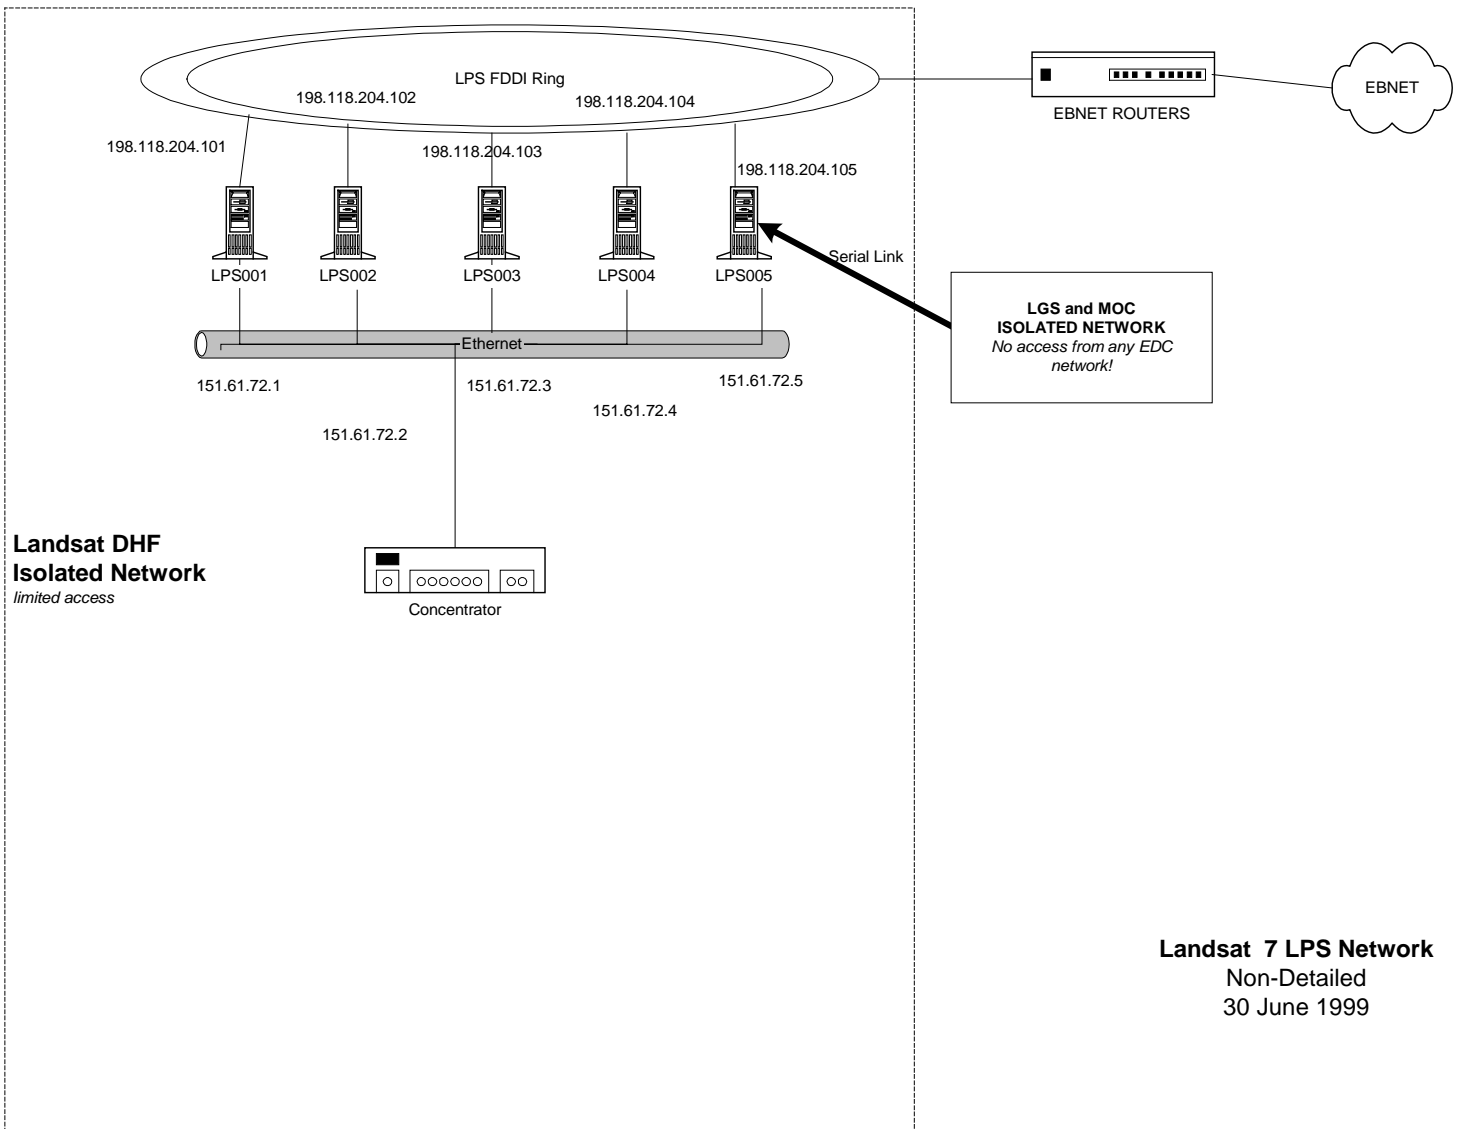 LPS FDDI Ring
198.118.204.102
198.118.204.104
EBNET ROUTERS
EBNET
198.118.204.101
198.118.204.103
198.118.204.105
Serial Link
LPS001
LPS002
LPS003
LPS004
LPS005
LGS and MOC
ISOLATED NETWORK
No access from any EDC
network!
Ethernet
151.61.72.1
151.61.72.3
151.61.72.5
151.61.72.4
151.61.72.2
Landsat DHF
Isolated Network
limited access
Concentrator
Landsat 7 LPS Network
Non-Detailed
30 June 1999